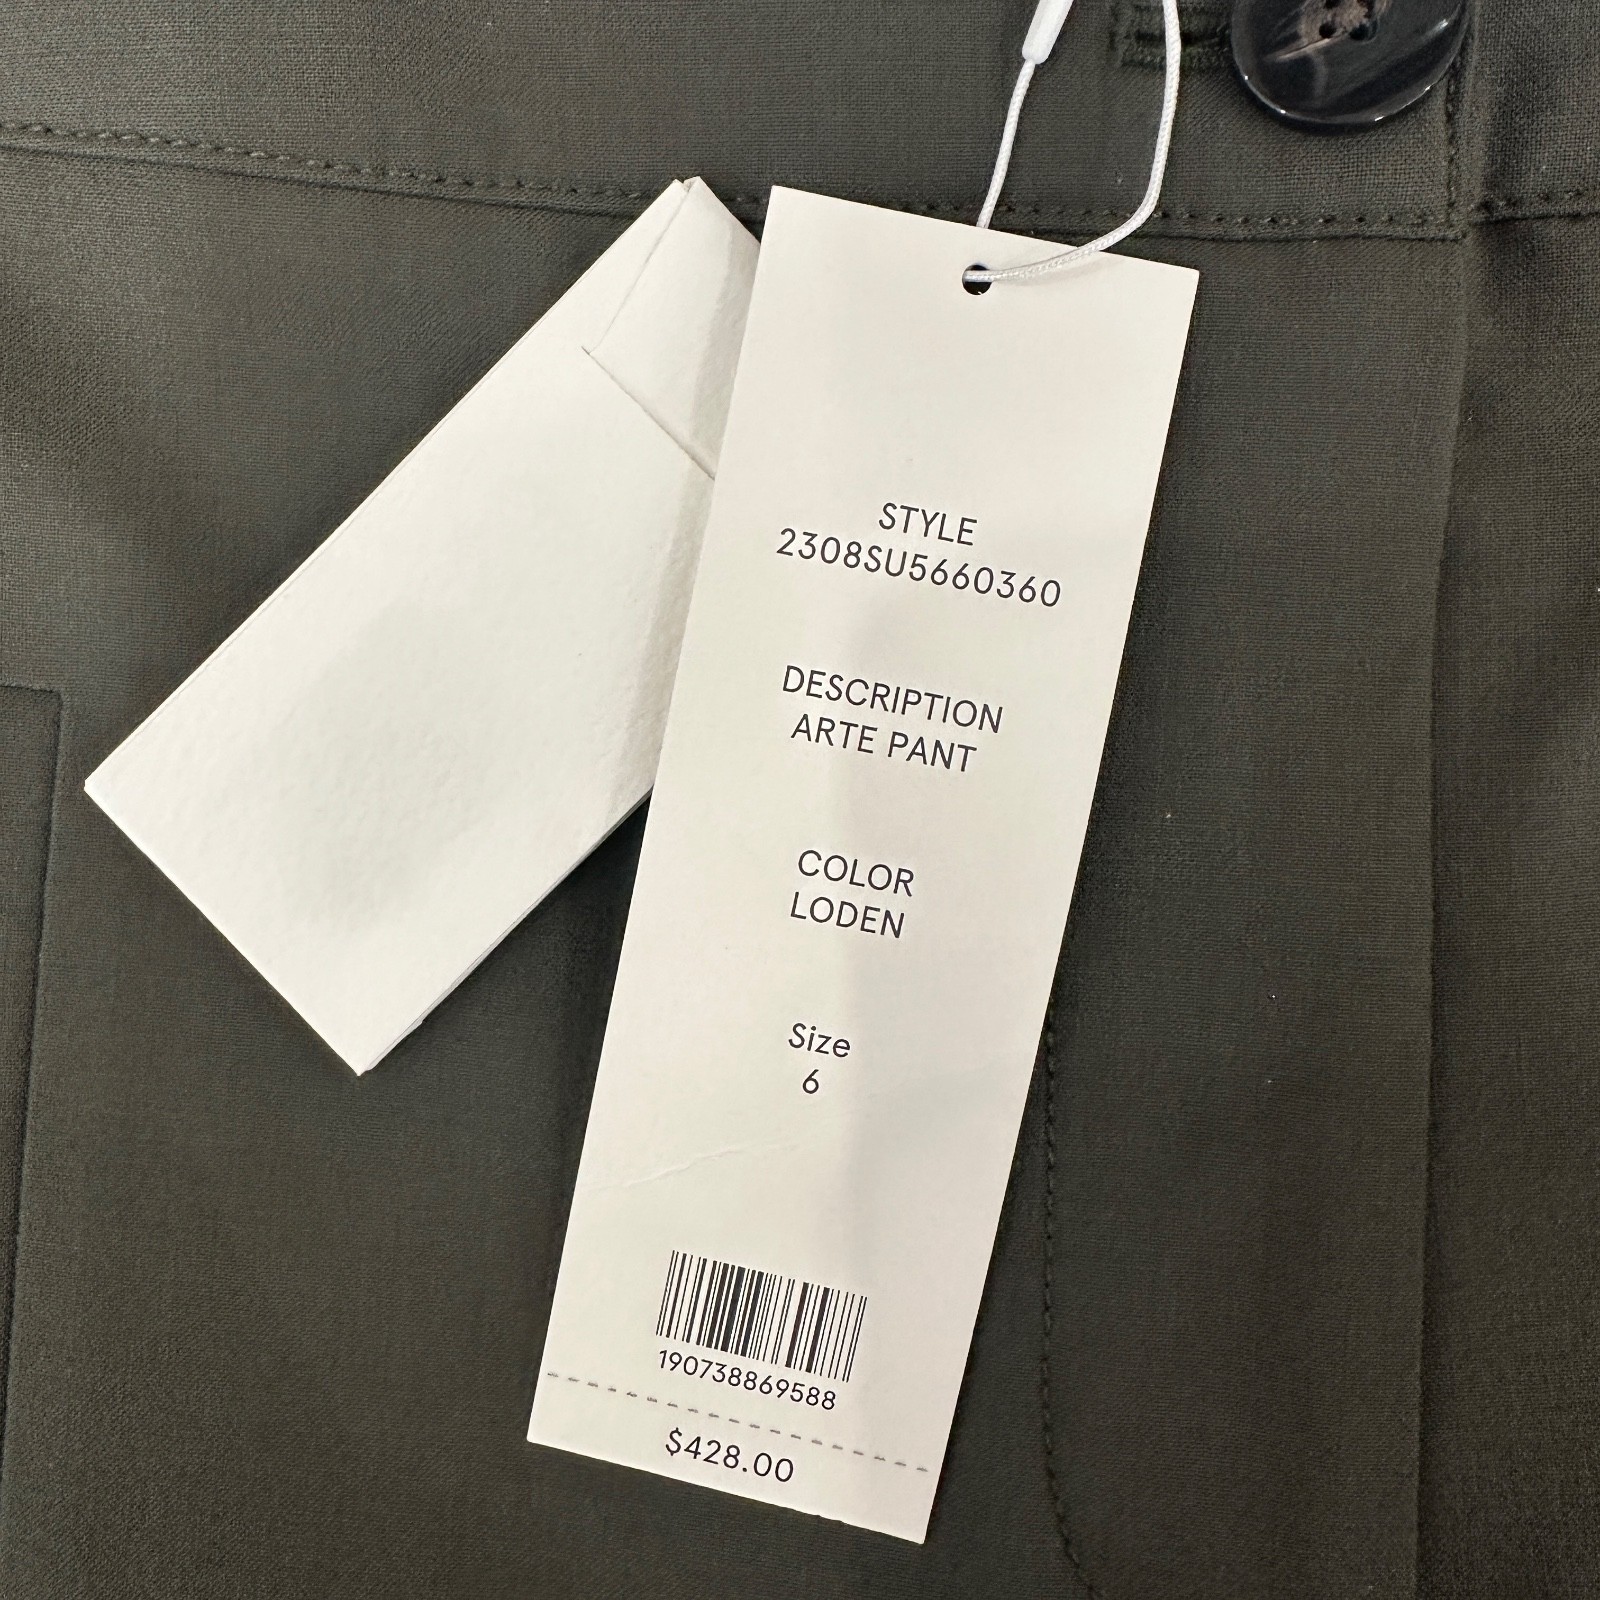 STYLE
2308SU5660360
DESCRIPTION
ARTE PANT
COLOR
LODEN
Size
6
190738869588
$428.00